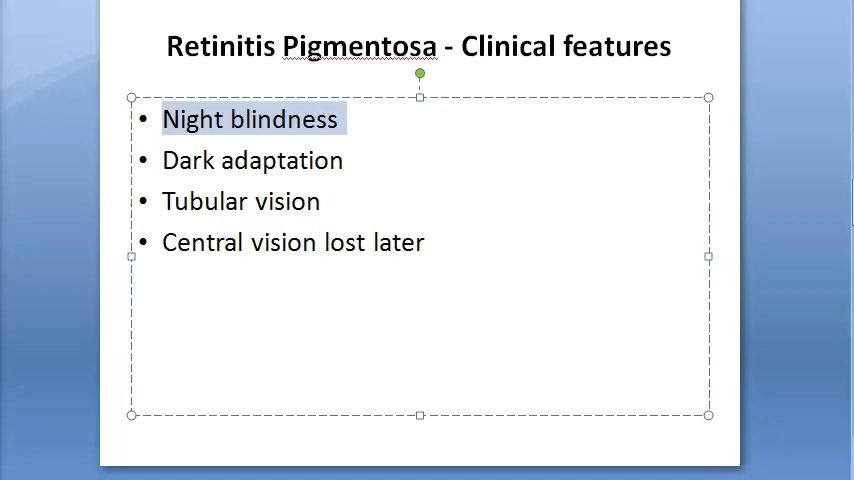 Retinitis Pigmentosa - Clinical features
• Night blindness
• Dark adaptation
• Tubular vision
• Central vision lost later